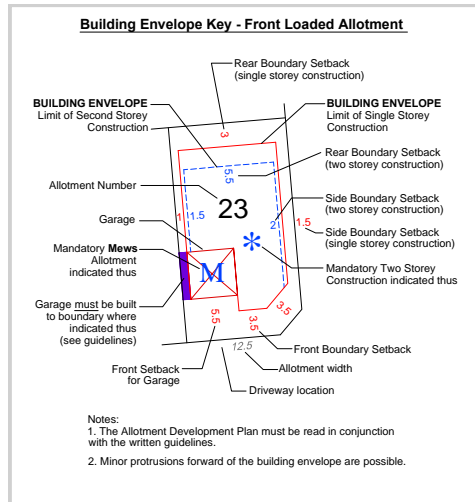 Building Envelope Key - Front Loaded Allotment
Rear Boundary Setback
(single storey construction)
BUILDING ENVELOPE
Limit of Second Storey
Construction
BUILDING ENVELOPE
Limit of Single Storey
Construction
3
Rear Boundary Setback
(two storey construction)
5.5
Allotment Number
23
Side Boundary Setback
(two storey construction)
Garage
1
1.5
2
1.5
Side Boundary Setback
(single storey construction)
Mandatory Mews
Allotment
indicated thus
M
*
Mandatory Two Storey
Construction indicated thus
Garage must be built
to boundary where
indicated thus
(see guidelines)
3.5
5.5
3.5
Front Boundary Setback
Front Setback
for Garage
12.5
Allotment width
Driveway location
Notes:
1. The Allotment Development Plan must be read in conjunction
with the written guidelines.
2. Minor protrusions forward of the building envelope are possible.